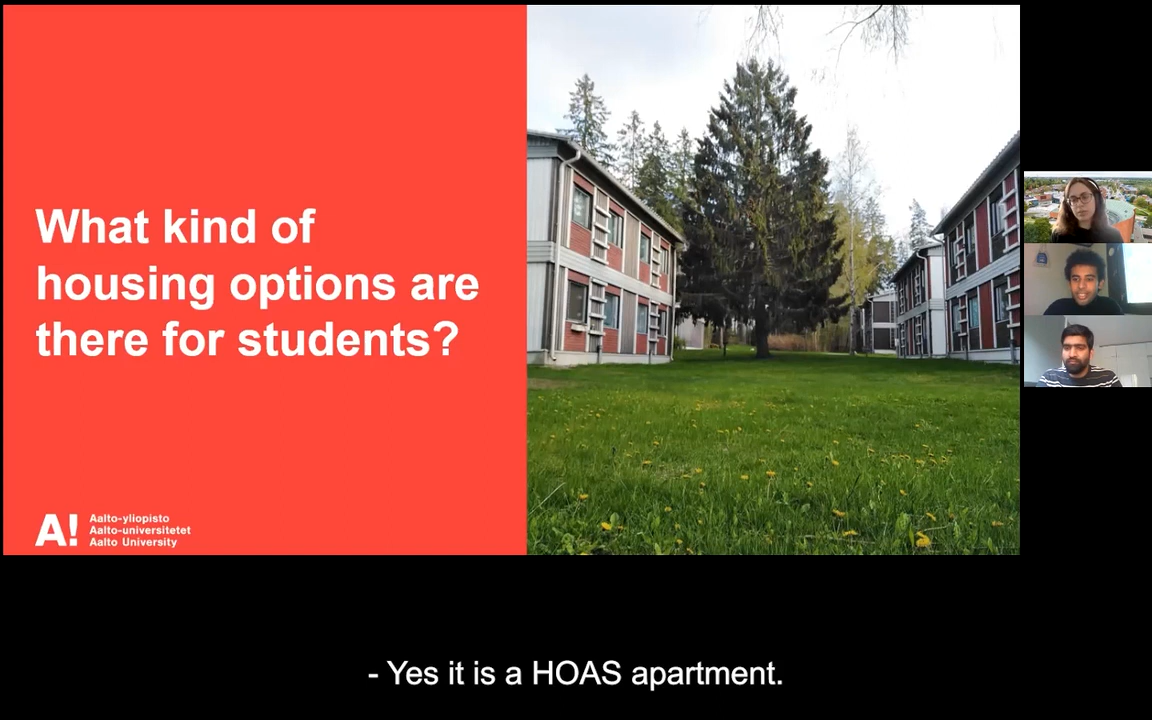 What kind of
housing options are
there for students?
A!
Aalto-yliopisto
Aalto-universitetet
Aalto University
- Yes it is a HOAS apartment.